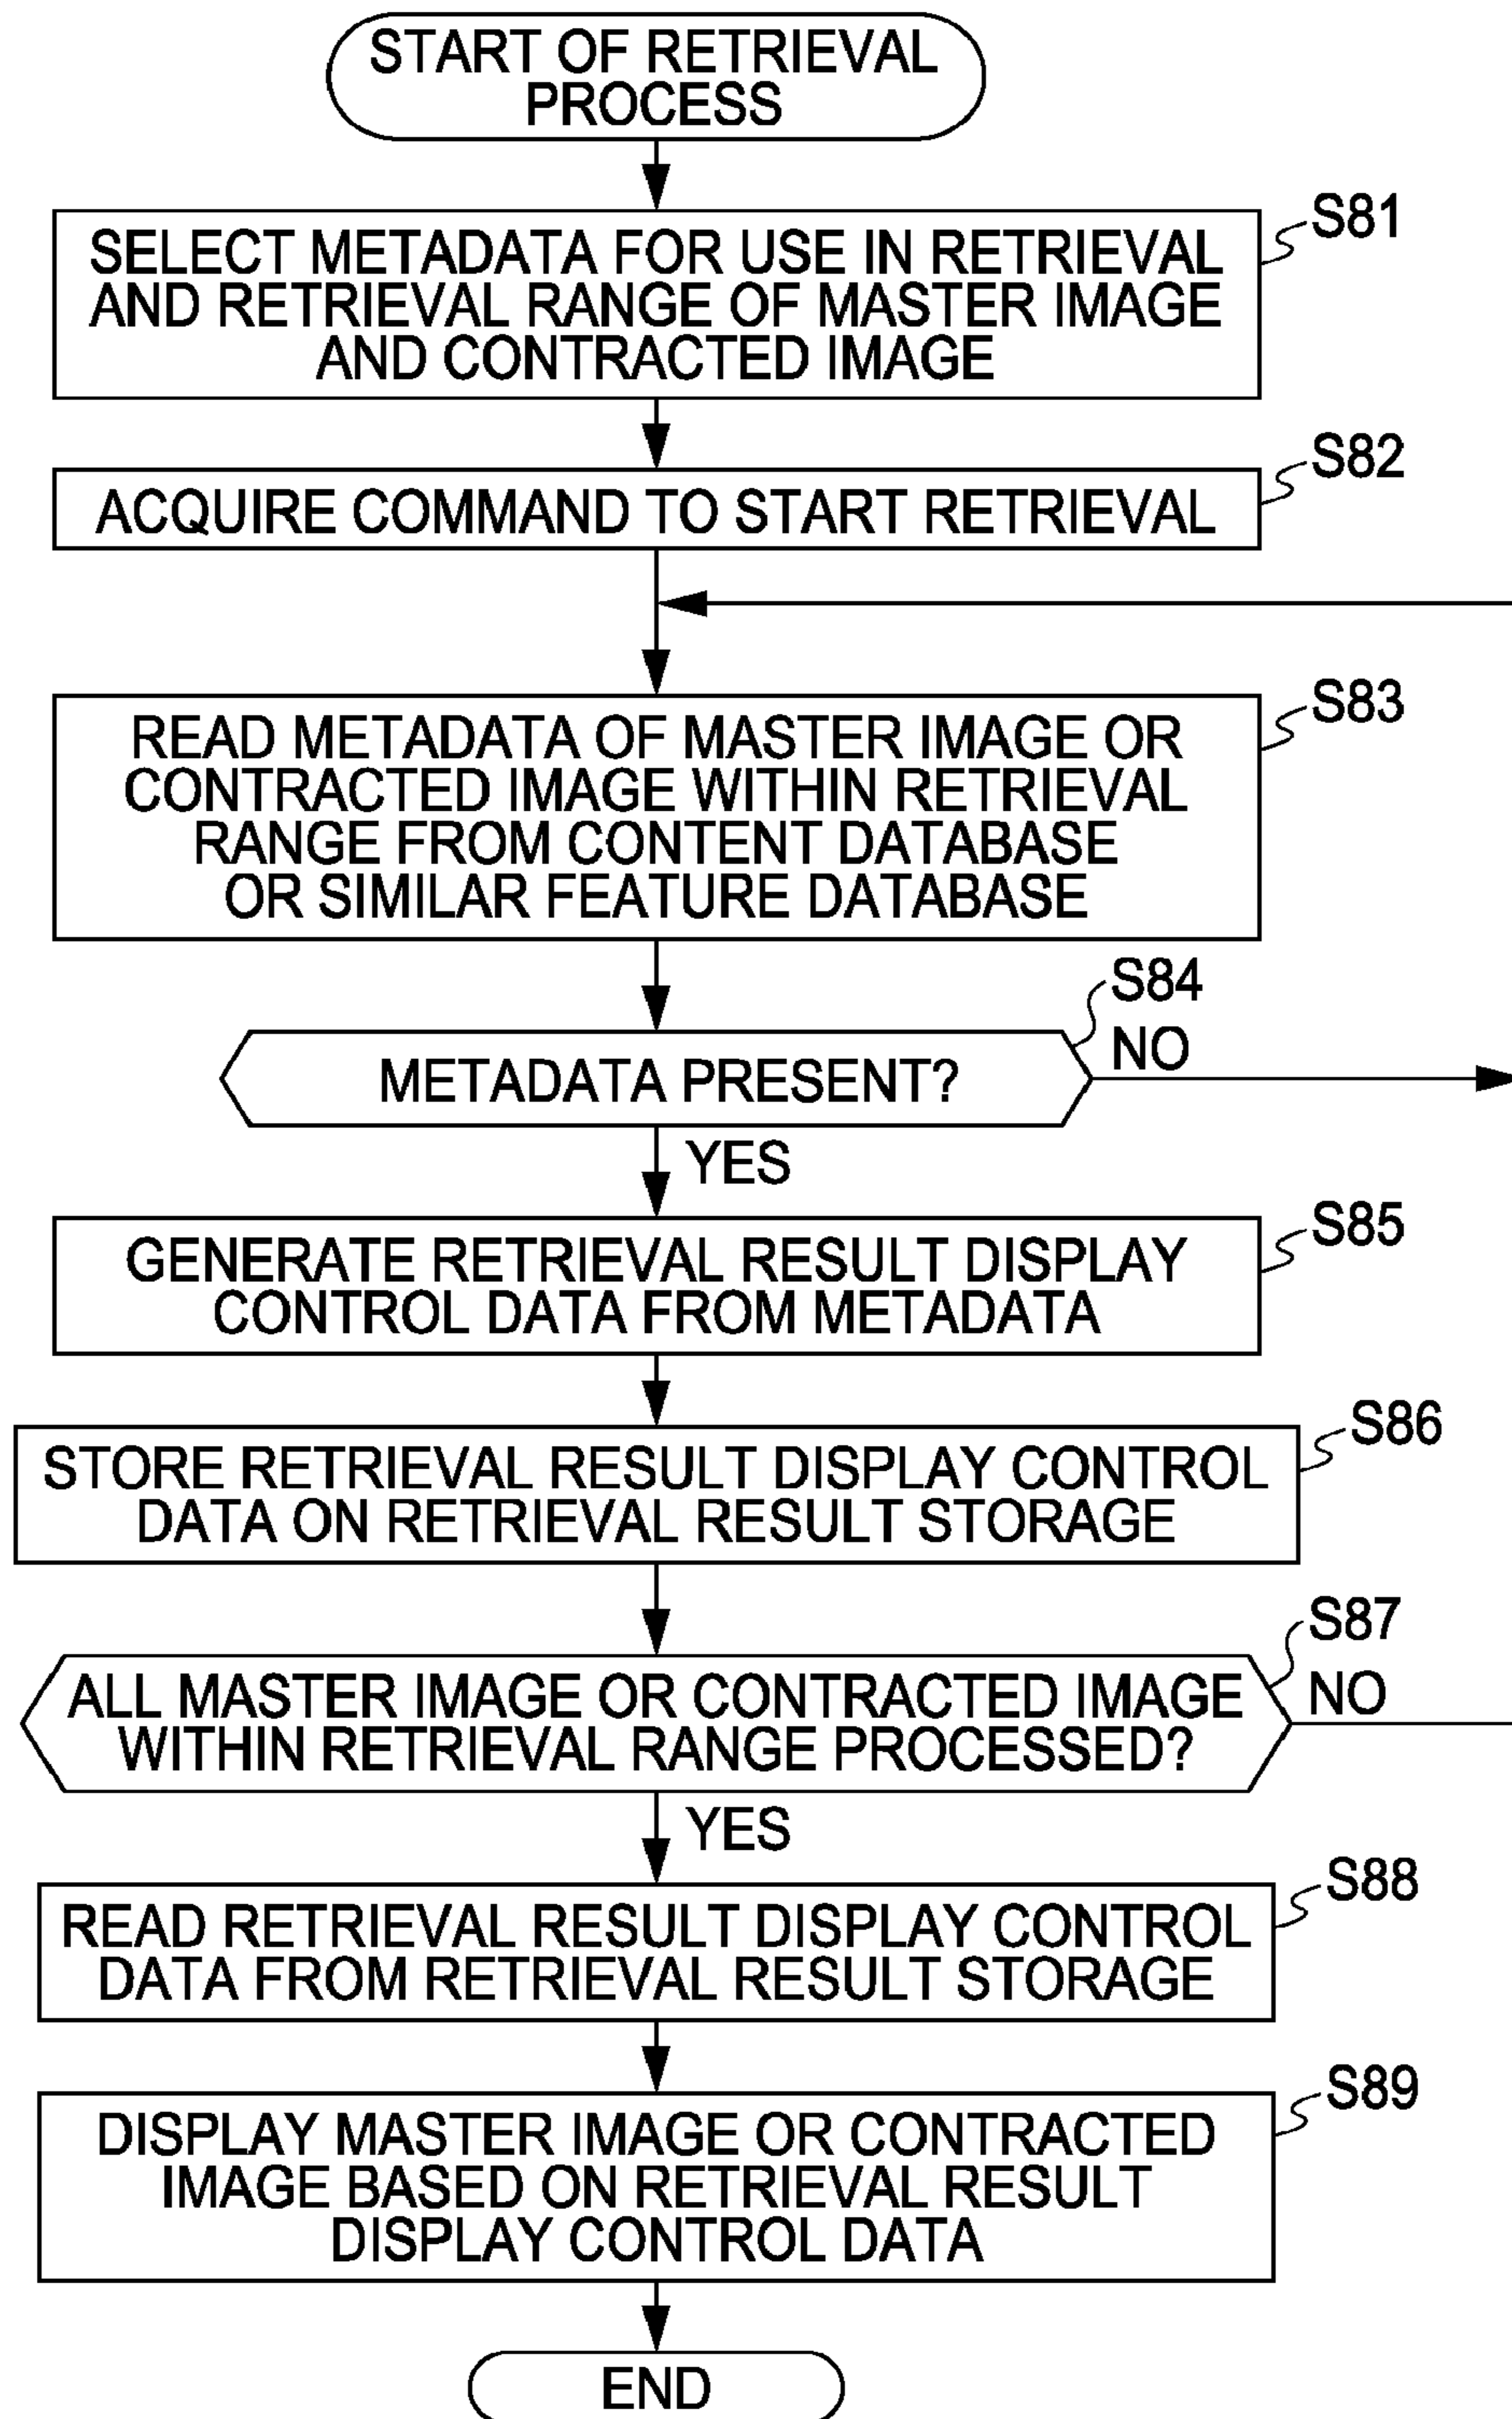 START OF RETRIEVAL
PROCESS
S81
SELECT METADATA FOR USE IN RETRIEVAL
AND RETRIEVAL RANGE OF MASTER IMAGE
AND CONTRACTED IMAGE
S82
ACQUIRE COMMAND TO START RETRIEVAL
S83
READ METADATA OF MASTER IMAGE OR
CONTRACTED IMAGE WITHIN RETRIEVAL
RANGE FROM CONTENT DATABASE
OR SIMILAR FEATURE DATABASE
S84
NO
METADATA PRESENT?
YES
S85
GENERATE RETRIEVAL RESULT DISPLAY
CONTROL DATA FROM METADATA
S86
STORE RETRIEVAL RESULT DISPLAY CONTROL
DATA ON RETRIEVAL RESULT STORAGE
S87
NO
ALL MASTER IMAGE OR CONTRACTED IMAGE
WITHIN RETRIEVAL RANGE PROCESSED?
YES
S88
READ RETRIEVAL RESULT DISPLAY CONTROL
DATA FROM RETRIEVAL RESULT STORAGE
S89
DISPLAY MASTER IMAGE OR CONTRACTED
IMAGE BASED ON RETRIEVAL RESULT
DISPLAY CONTROL DATA
END